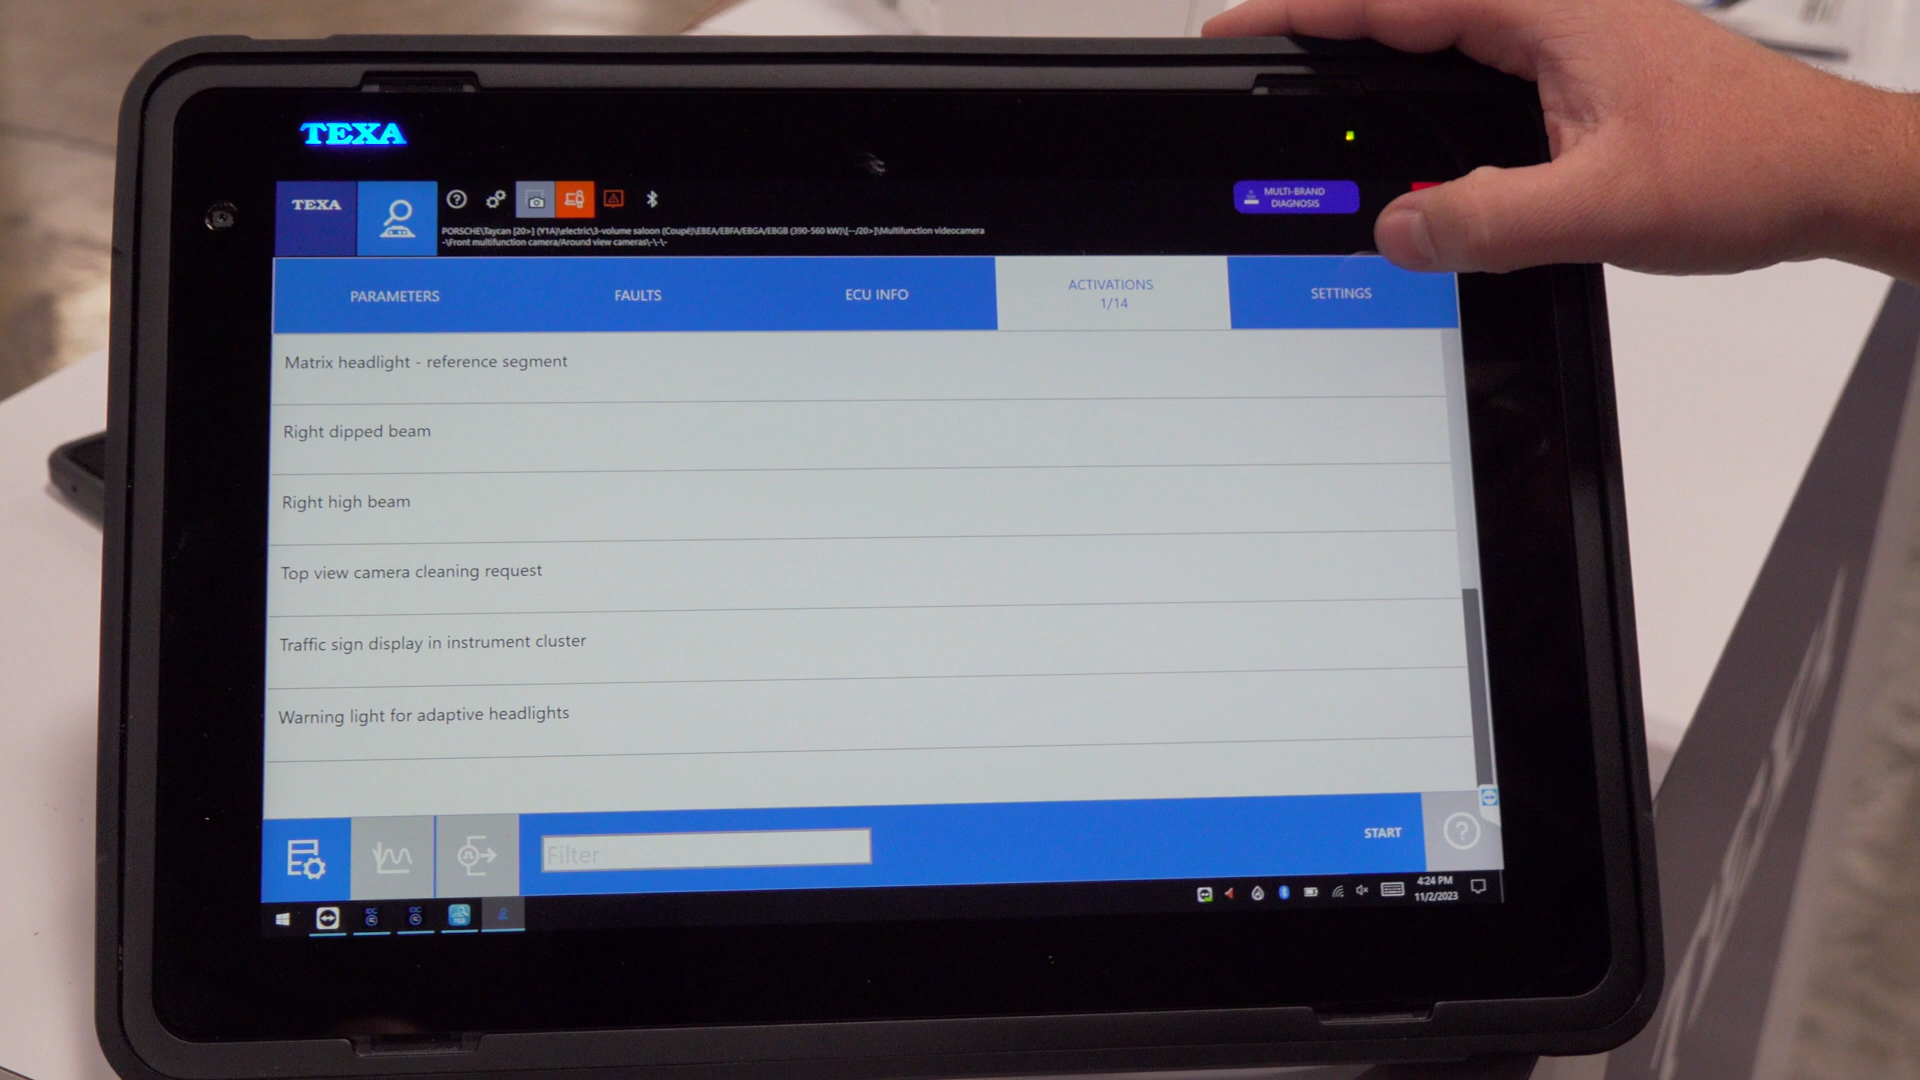 TEXA
TEXA
MULTI-BRAND
DIAGNOSIS
PORSCHE\Taycan [20>] (Y1A)\electric\3-volume saloon (Coupé)\EBEA/EBFA/EBGA/EBGB (390-560 kW)\[--/20>]\Multifunction videocamera
-\Front multifunction camera/Around view cameras\-\-\-
PARAMETERS
FAULTS
ECU INFO
ACTIVATIONS
1/14
SETTINGS
Matrix headlight - reference segment
Right dipped beam
Right high beam
Top view camera cleaning request
Traffic sign display in instrument cluster
Warning light for adaptive headlights
Filter
START
4:24 PM
11/2/2023